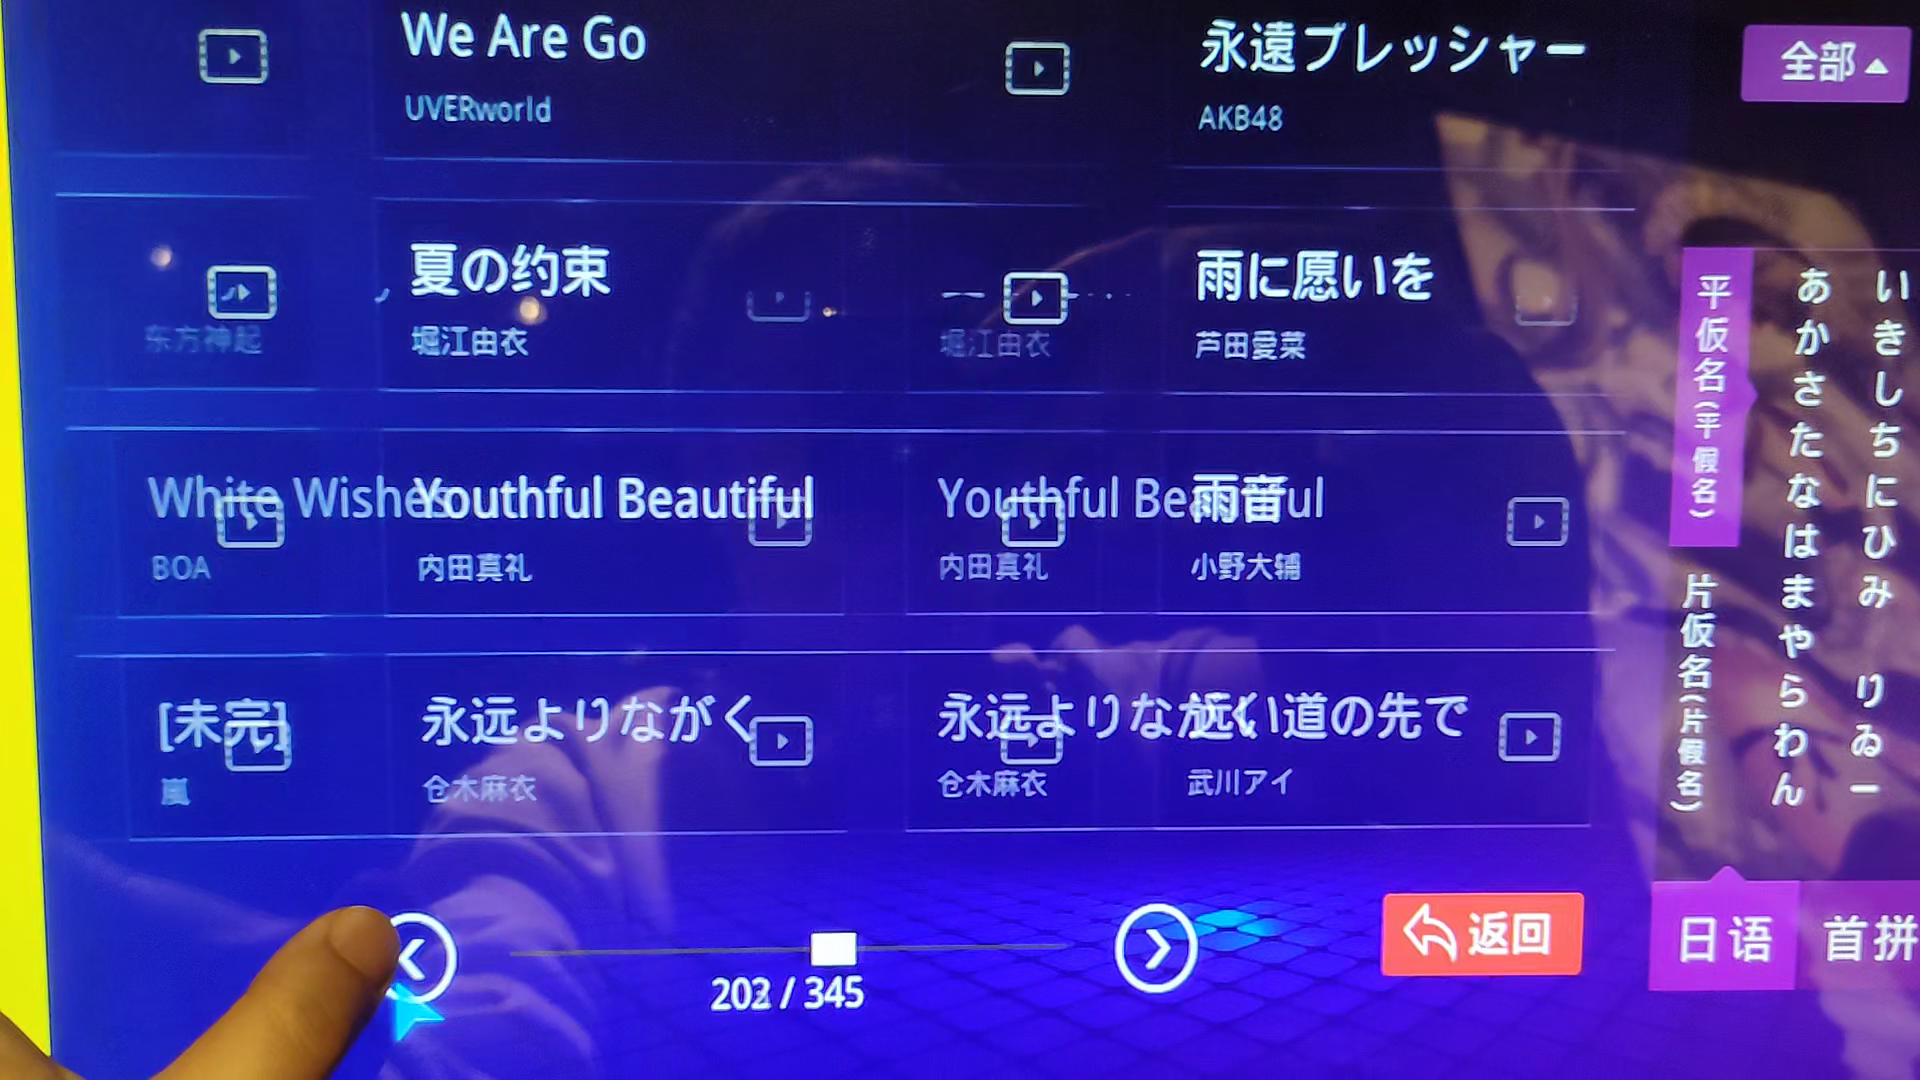 We Are Go
UVERworld
永遠プレッシャー
AKB48
全部
夏の约束
堀江由衣
雨に愿いを
芦田愛菜
东方神起
堀江由衣
White Wishes
BOA
Youthful Beautiful
内田真礼
Youthful Beautiful
内田真礼
雨音
小野大辅
[未完]
嵐
永远よりながく
仓木麻衣
永远よりながく
仓木麻衣
远い道の先で
武川アイ
平仮名(平假名)
片仮名(片假名)
あかさたなはまやらわん
いきしちにひみ りゐー
/ 345
返回
日语
首拼